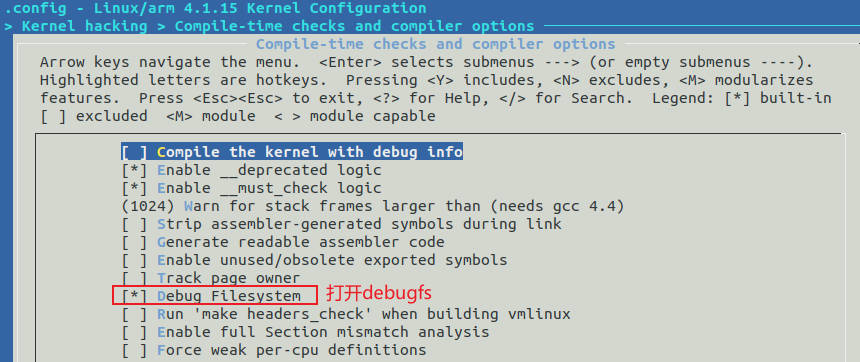 .config - Linux/arm 4.1.15 Kernel Configuration
> Kernel hacking > Compile-time checks and compiler options
Compile-time checks and compiler options
Arrow keys navigate the menu.  <Enter> selects submenus ---> (or empty submenus ----).
Highlighted letters are hotkeys.  Pressing <Y> includes, <N> excludes, <M> modularizes
features.  Press <Esc><Esc> to exit, <?> for Help, </> for Search.  Legend: [*] built-in
[ ] excluded  <M> module  < > module capable
[ ] Compile the kernel with debug info
[*] Enable __deprecated logic
[*] Enable __must_check logic
(1024) Warn for stack frames larger than (needs gcc 4.4)
[ ] Strip assembler-generated symbols during link
[ ] Generate readable assembler code
[ ] Enable unused/obsolete exported symbols
[ ] Track page owner
[*] Debug Filesystem 打开debugfs
[ ] Run 'make headers_check' when building vmlinux
[ ] Enable full Section mismatch analysis
[ ] Force weak per-cpu definitions